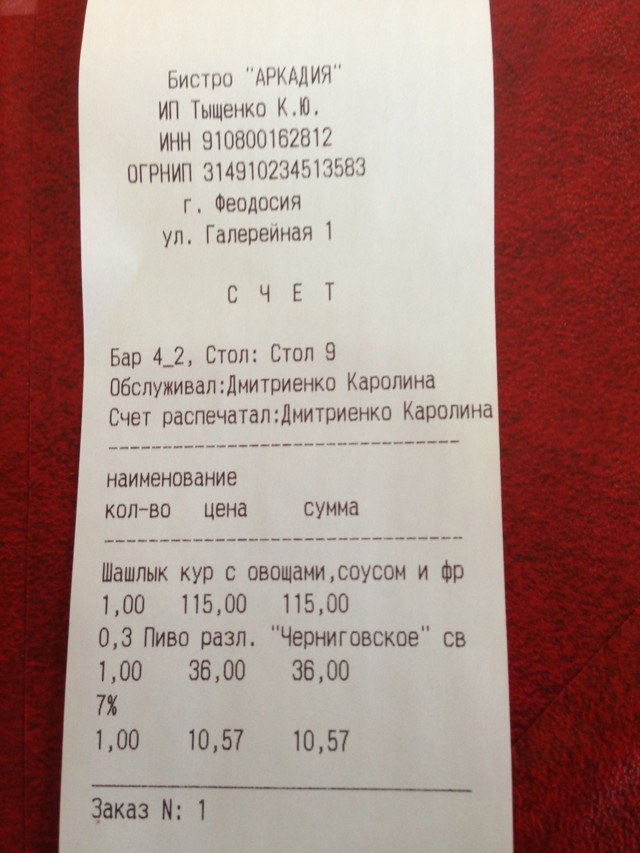 Бистро "АРКАДИЯ"
ИП Тыщенко К.Ю.
ИНН 910800162812
ОГРНИП 314910234513583
г. Феодосия
ул. Галерейная 1
С Ч Е Т
Бар 4_2, Стол: Стол 9
Обслуживал:Дмитриенко Каролина
Счет распечатал:Дмитриенко Каролина
наименование
кол-во цена сумма
Шашлык кур с овощами,соусом и фр
1,00 115,00 115,00
0,3 Пиво разл. "Черниговское" св
1,00 36,00 36,00
7%
1,00 10,57 10,57
Заказ N: 1